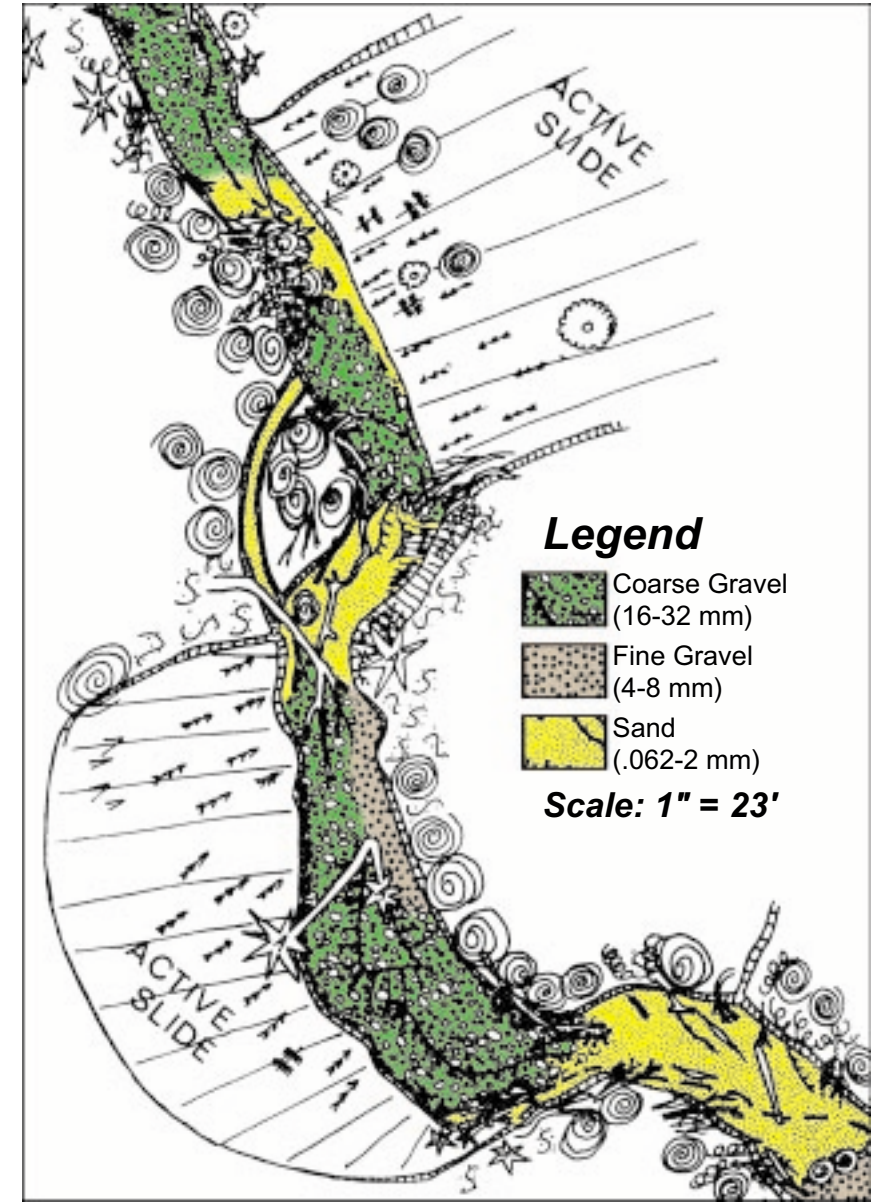 ACTIVE
SLIDE
Legend
Coarse Gravel
(16-32 mm)
Fine Gravel
(4-8 mm)
Sand
(.062-2 mm)
Scale: 1" = 23'
ACTIVE
SLIDE